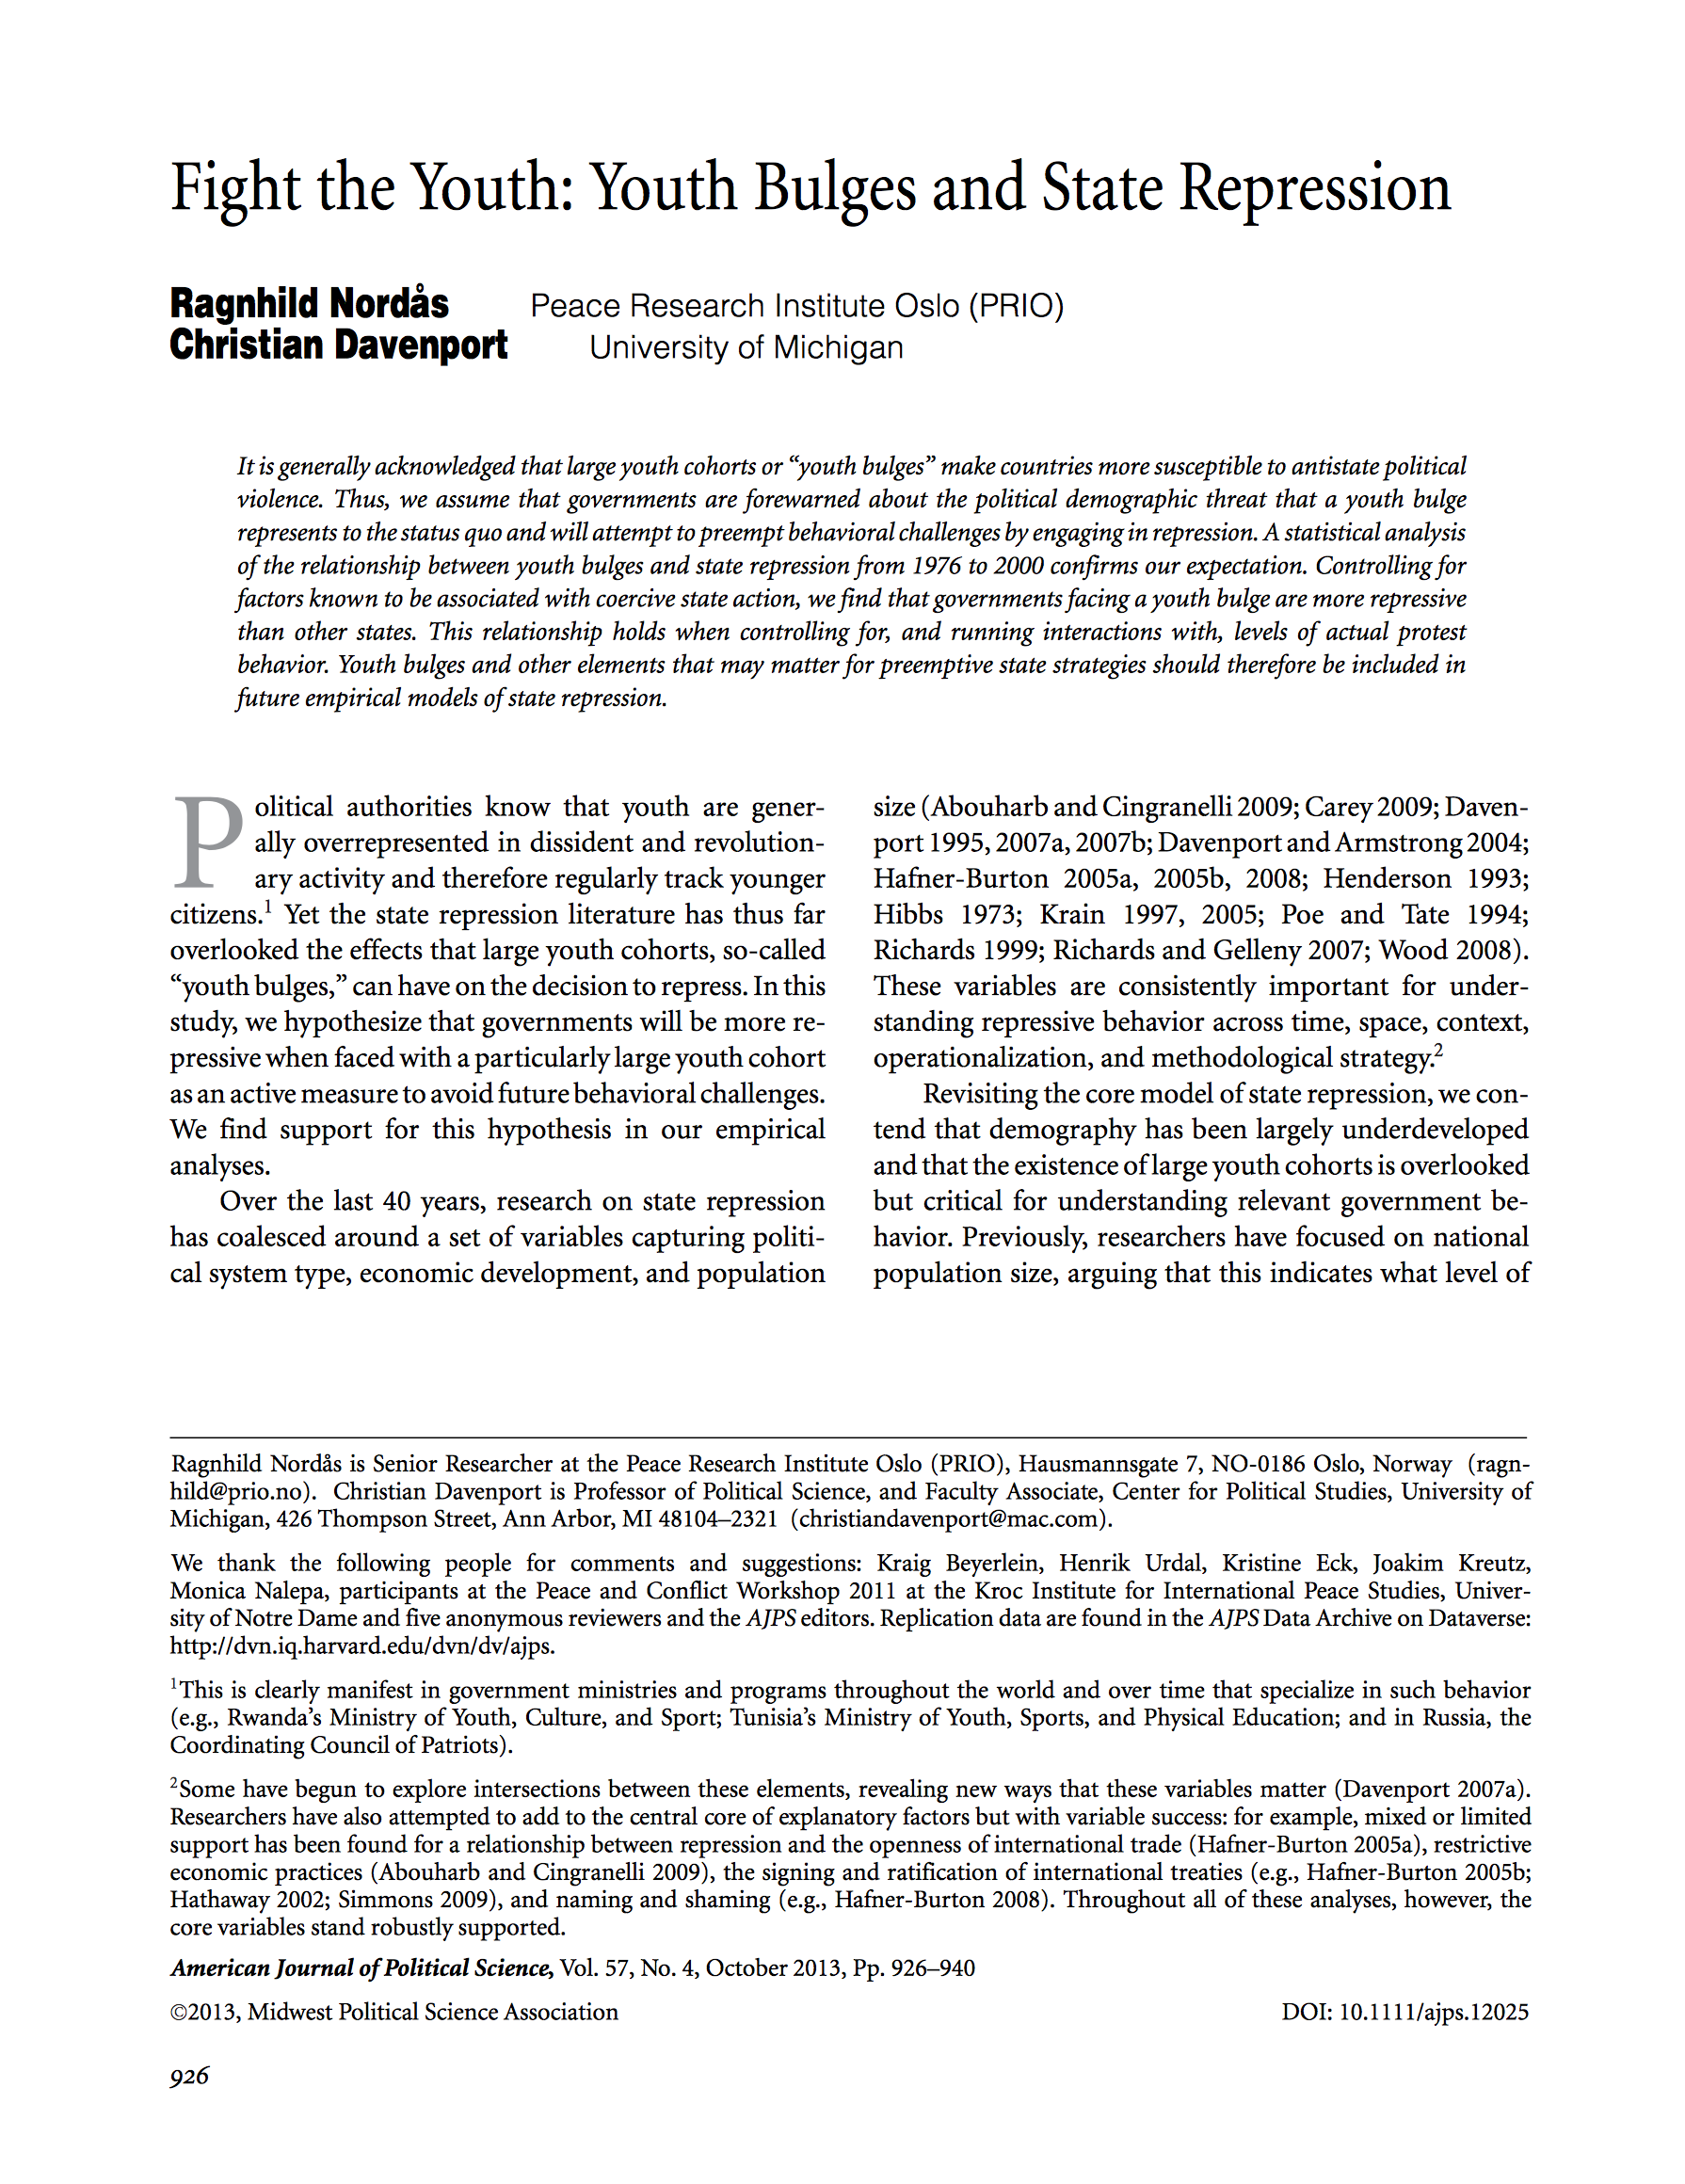 Fight the Youth: Youth Bulges and State Repression
Ragnhild Nordås Peace Research Institute Oslo (PRIO)
Christian Davenport University of Michigan
It is generally acknowledged that large youth cohorts or “youth bulges” make countries more susceptible to antistate political
violence. Thus, we assume that governments are forewarned about the political demographic threat that a youth bulge
represents to the status quo and will attempt to preempt behavioral challenges by engaging in repression. A statistical analysis
of the relationship between youth bulges and state repression from 1976 to 2000 confirms our expectation. Controlling for
factors known to be associated with coercive state action, we find that governments facing a youth bulge are more repressive
than other states. This relationship holds when controlling for, and running interactions with, levels of actual protest
behavior. Youth bulges and other elements that may matter for preemptive state strategies should therefore be included in
future empirical models of state repression.
Political authorities know that youth are gener-
ally overrepresented in dissident and revolution-
ary activity and therefore regularly track younger
citizens.1 Yet the state repression literature has thus far
overlooked the effects that large youth cohorts, so-called
“youth bulges,” can have on the decision to repress. In this
study, we hypothesize that governments will be more re-
pressive when faced with a particularly large youth cohort
as an active measure to avoid future behavioral challenges.
We find support for this hypothesis in our empirical
analyses.
Over the last 40 years, research on state repression
has coalesced around a set of variables capturing politi-
cal system type, economic development, and population
size (Abouharb and Cingranelli 2009; Carey 2009; Daven-
port 1995, 2007a, 2007b; Davenport and Armstrong 2004;
Hafner-Burton 2005a, 2005b, 2008; Henderson 1993;
Hibbs 1973; Krain 1997, 2005; Poe and Tate 1994;
Richards 1999; Richards and Gelleny 2007; Wood 2008).
These variables are consistently important for under-
standing repressive behavior across time, space, context,
operationalization, and methodological strategy.2
Revisiting the core model of state repression, we con-
tend that demography has been largely underdeveloped
and that the existence of large youth cohorts is overlooked
but critical for understanding relevant government be-
havior. Previously, researchers have focused on national
population size, arguing that this indicates what level of
Ragnhild Nordås is Senior Researcher at the Peace Research Institute Oslo (PRIO), Hausmannsgate 7, NO-0186 Oslo, Norway (ragn-
hild@prio.no). Christian Davenport is Professor of Political Science, and Faculty Associate, Center for Political Studies, University of
Michigan, 426 Thompson Street, Ann Arbor, MI 48104–2321 (christiandavenport@mac.com).
We thank the following people for comments and suggestions: Kraig Beyerlein, Henrik Urdal, Kristine Eck, Joakim Kreutz,
Monica Nalepa, participants at the Peace and Conflict Workshop 2011 at the Kroc Institute for International Peace Studies, Univer-
sity of Notre Dame and five anonymous reviewers and the AJPS editors. Replication data are found in the AJPS Data Archive on Dataverse:
http://dvn.iq.harvard.edu/dvn/dv/ajps.
1This is clearly manifest in government ministries and programs throughout the world and over time that specialize in such behavior
(e.g., Rwanda’s Ministry of Youth, Culture, and Sport; Tunisia’s Ministry of Youth, Sports, and Physical Education; and in Russia, the
Coordinating Council of Patriots).
2Some have begun to explore intersections between these elements, revealing new ways that these variables matter (Davenport 2007a).
Researchers have also attempted to add to the central core of explanatory factors but with variable success: for example, mixed or limited
support has been found for a relationship between repression and the openness of international trade (Hafner-Burton 2005a), restrictive
economic practices (Abouharb and Cingranelli 2009), the signing and ratification of international treaties (e.g., Hafner-Burton 2005b;
Hathaway 2002; Simmons 2009), and naming and shaming (e.g., Hafner-Burton 2008). Throughout all of these analyses, however, the
core variables stand robustly supported.
American Journal of Political Science, Vol. 57, No. 4, October 2013, Pp. 926–940
©2013, Midwest Political Science Association DOI: 10.1111/ajps.12025
926